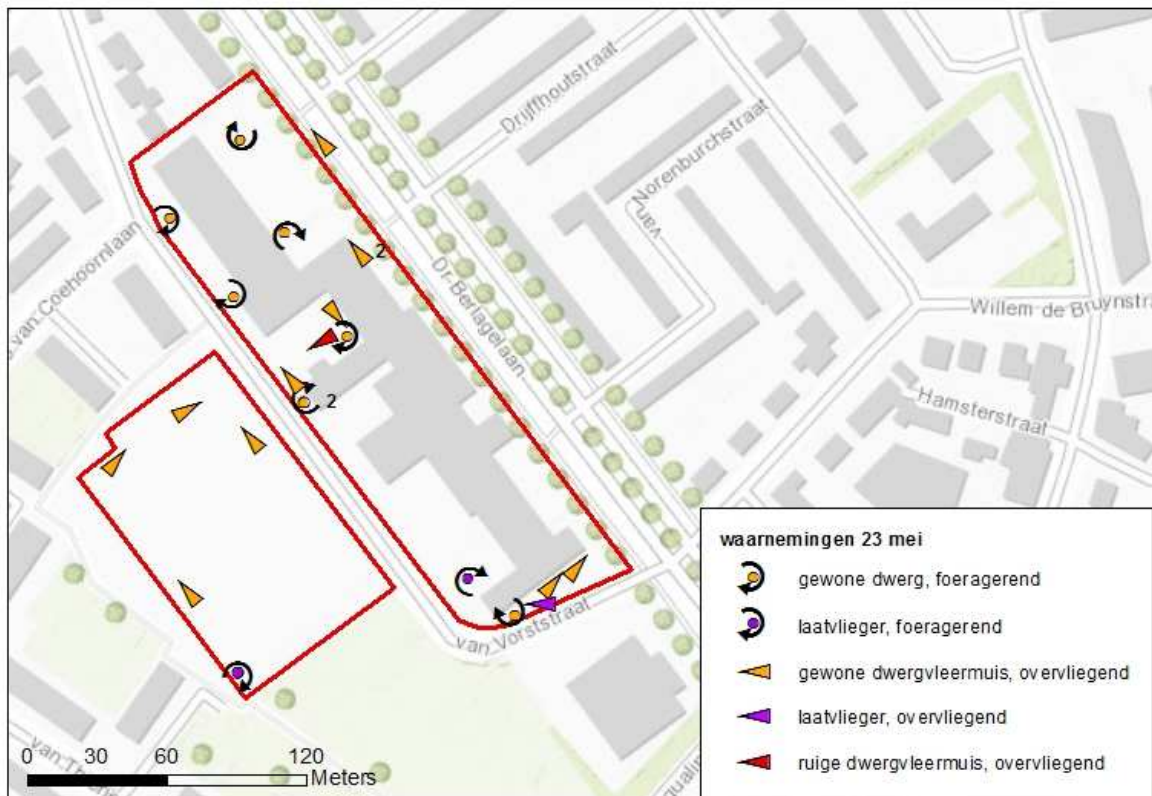 Drijfhoutstraat
Norenburchstraat
van
Dr. Berlagelaan
van Coehoornlaan
Willem de Bruynstra
Hamsterstraat
van Vorststraat
2
2
waarnemingen 23 mei
gewone dwerg, foeragerend
laatvlieger, foeragerend
gewone dwergvleermuis, overvliegend
laatvlieger, overvliegend
ruige dwergvleermuis, overvliegend
0 30 60 120
Meters